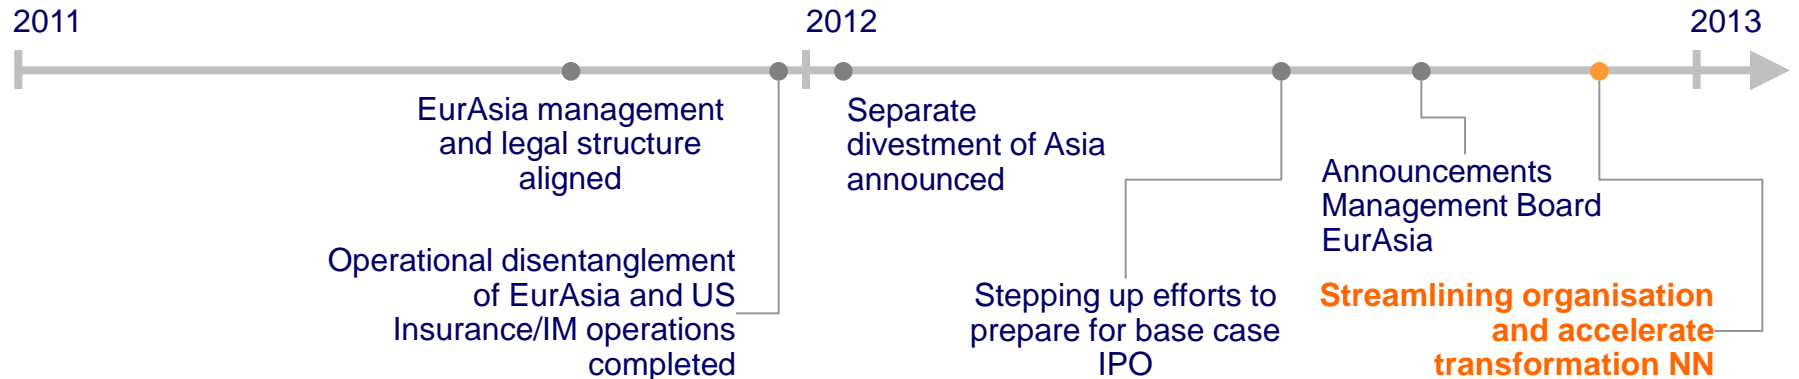 2011
2012
2013
EurAsia management
and legal structure
aligned
Operational disentanglement
of EurAsia and US
Insurance/IM operations
completed
Separate
divestment of Asia
announced
Stepping up efforts to
prepare for base case
IPO
Announcements
Management Board
EurAsia
Streamlining organisation
and accelerate
transformation NN